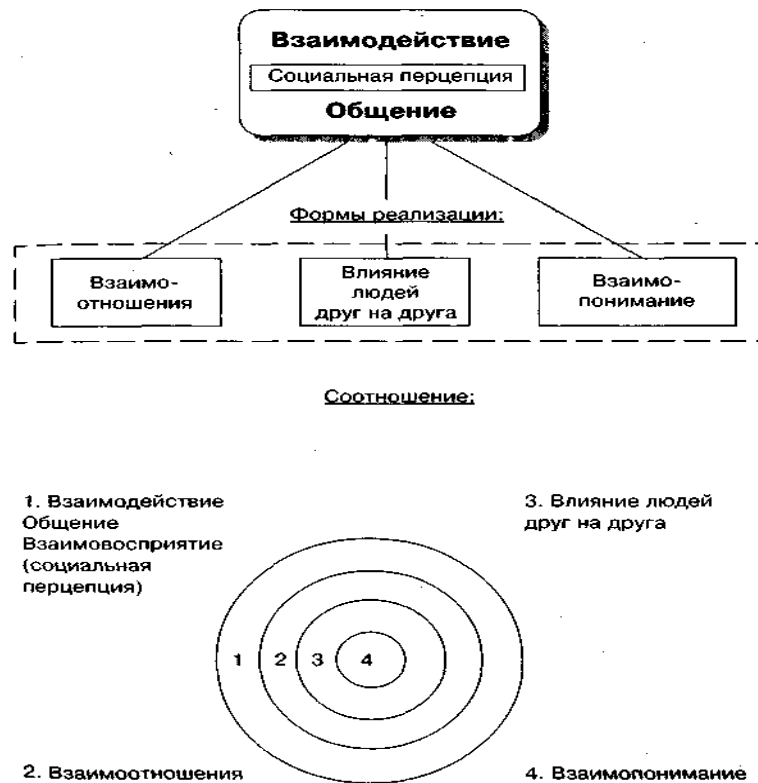 Взаимодействие
Социальная перцепция
Общение
Формы реализации:
Взаимо-
отношения
Влияние
людей
друг на друга
Взаимо-
понимание
Соотношение:
1. Взаимодействие
Общение
Взаимовосприятие
(социальная
перцепция)
3. Влияние людей
друг на друга
1 2 3 4
2. Взаимоотношения
4. Взаимопонимание